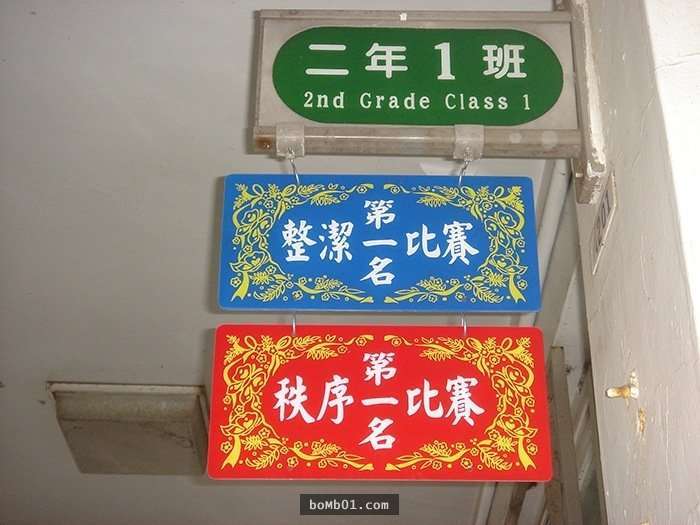 二年1班
2nd Grade Class 1
整潔比賽
第一名
秩序比賽
第一名
boMb01.com